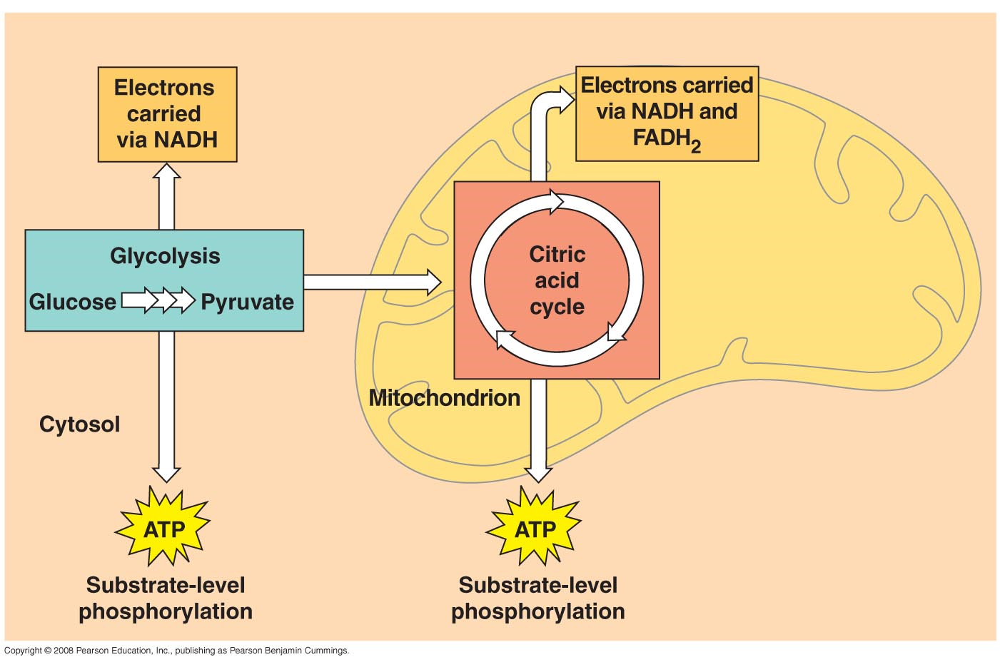 Electrons
carried
via NADH
Electrons carried
via NADH and
FADH2
Glycolysis
Glucose Pyruvate
Citric
acid
cycle
Mitochondrion
Cytosol
ATP
ATP
Substrate-level
phosphorylation
Substrate-level
phosphorylation
Copyright © 2008 Pearson Education, Inc., publishing as Pearson Benjamin Cummings.